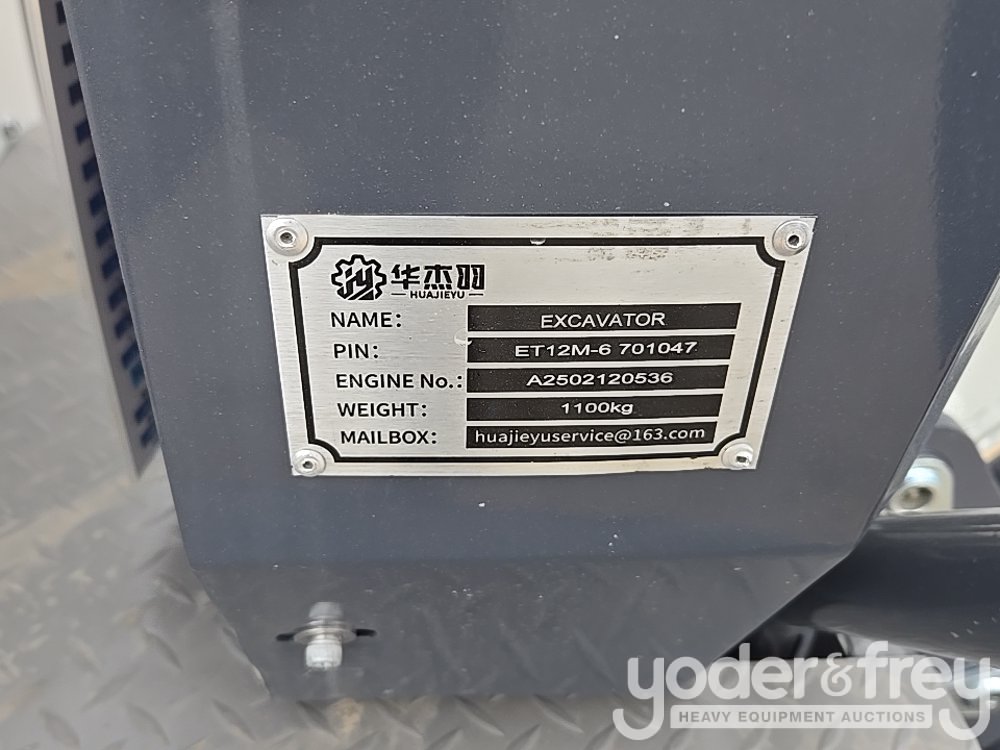 华杰羽
HUAJIEYU
NAME: EXCAVATOR
PIN: ET12M-6 701047
ENGINE No.: A2502120536
WEIGHT: 1100kg
MAILBOX: huajieyuservice@163.com
yoder&frey
HEAVY EQUIPMENT AUCTIONS